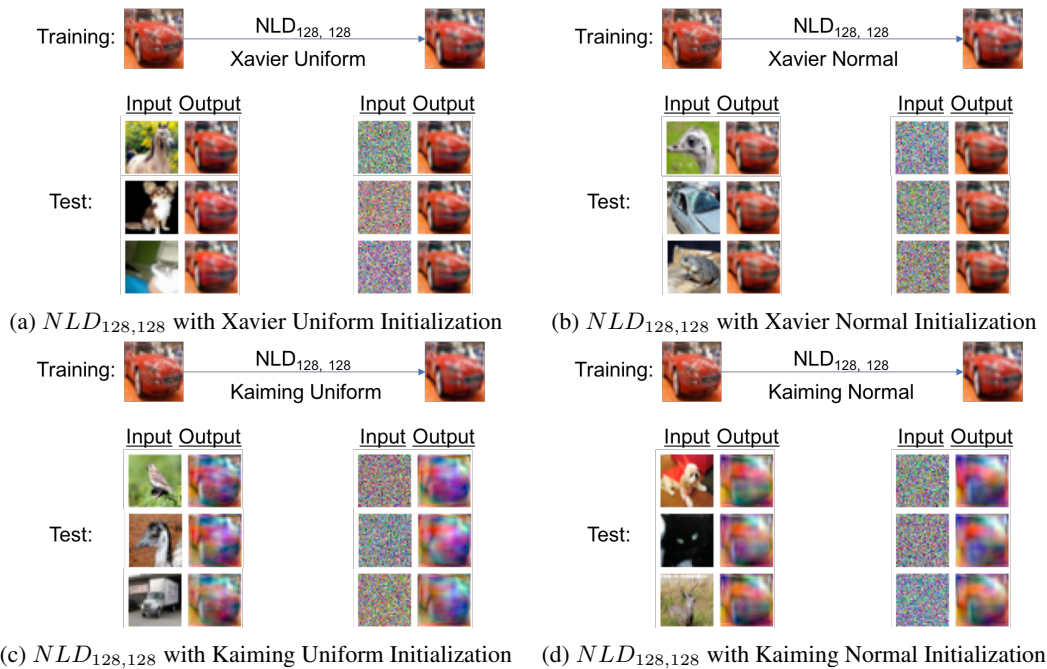 Training: NLD128, 128
Xavier Uniform
Input Output Input Output
Test:
(a) NLD128,128 with Xavier Uniform Initialization
Training: NLD128, 128
Xavier Normal
Input Output Input Output
Test:
(b) NLD128,128 with Xavier Normal Initialization
Training: NLD128, 128
Kaiming Uniform
Input Output Input Output
Test:
(c) NLD128,128 with Kaiming Uniform Initialization
Training: NLD128, 128
Kaiming Normal
Input Output Input Output
Test:
(d) NLD128,128 with Kaiming Normal Initialization